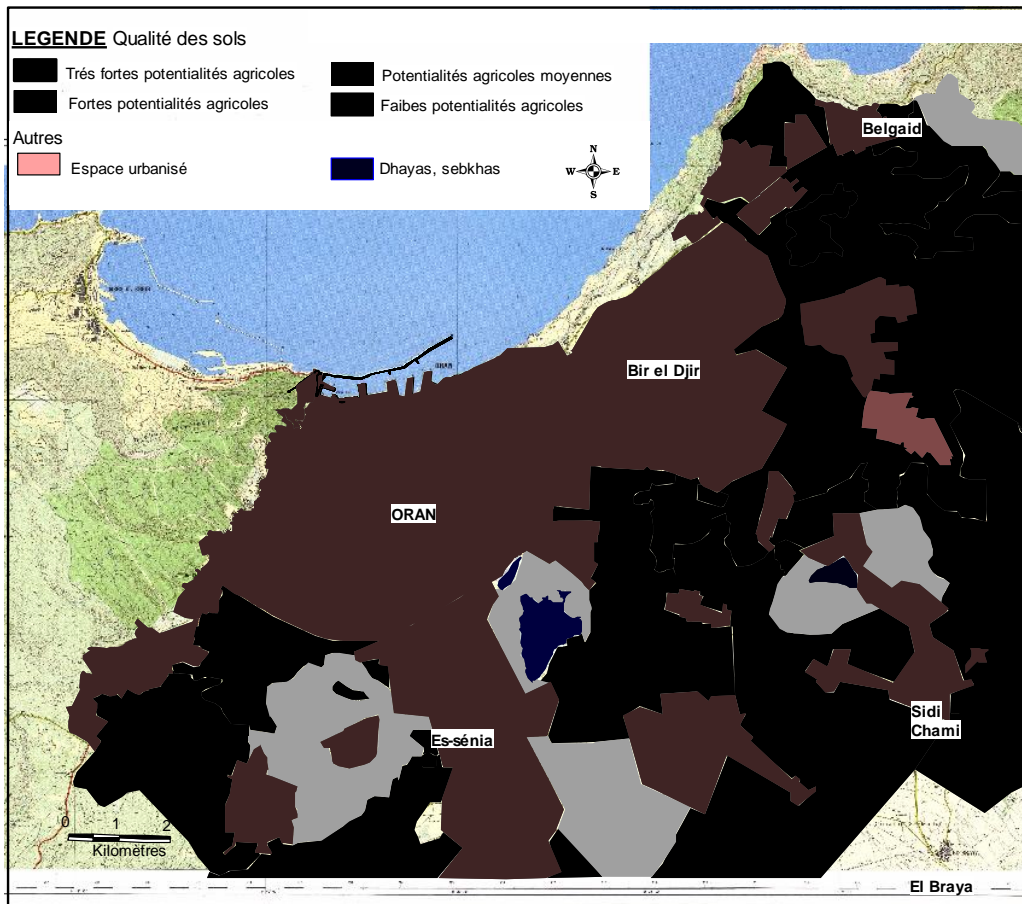 LEGENDE Qualité des sols
Trés fortes potentialités agricoles
Potentialités agricoles moyennes
Fortes potentialités agricoles
Faibes potentialités agricoles
Autres
Espace urbanisé
Dhayas, sebkhas
N
W E
S
Belgaid
Bir el Djir
ORAN
Sidi
Chami
Es-sénia
0 1 2
Kilomètres
El Braya